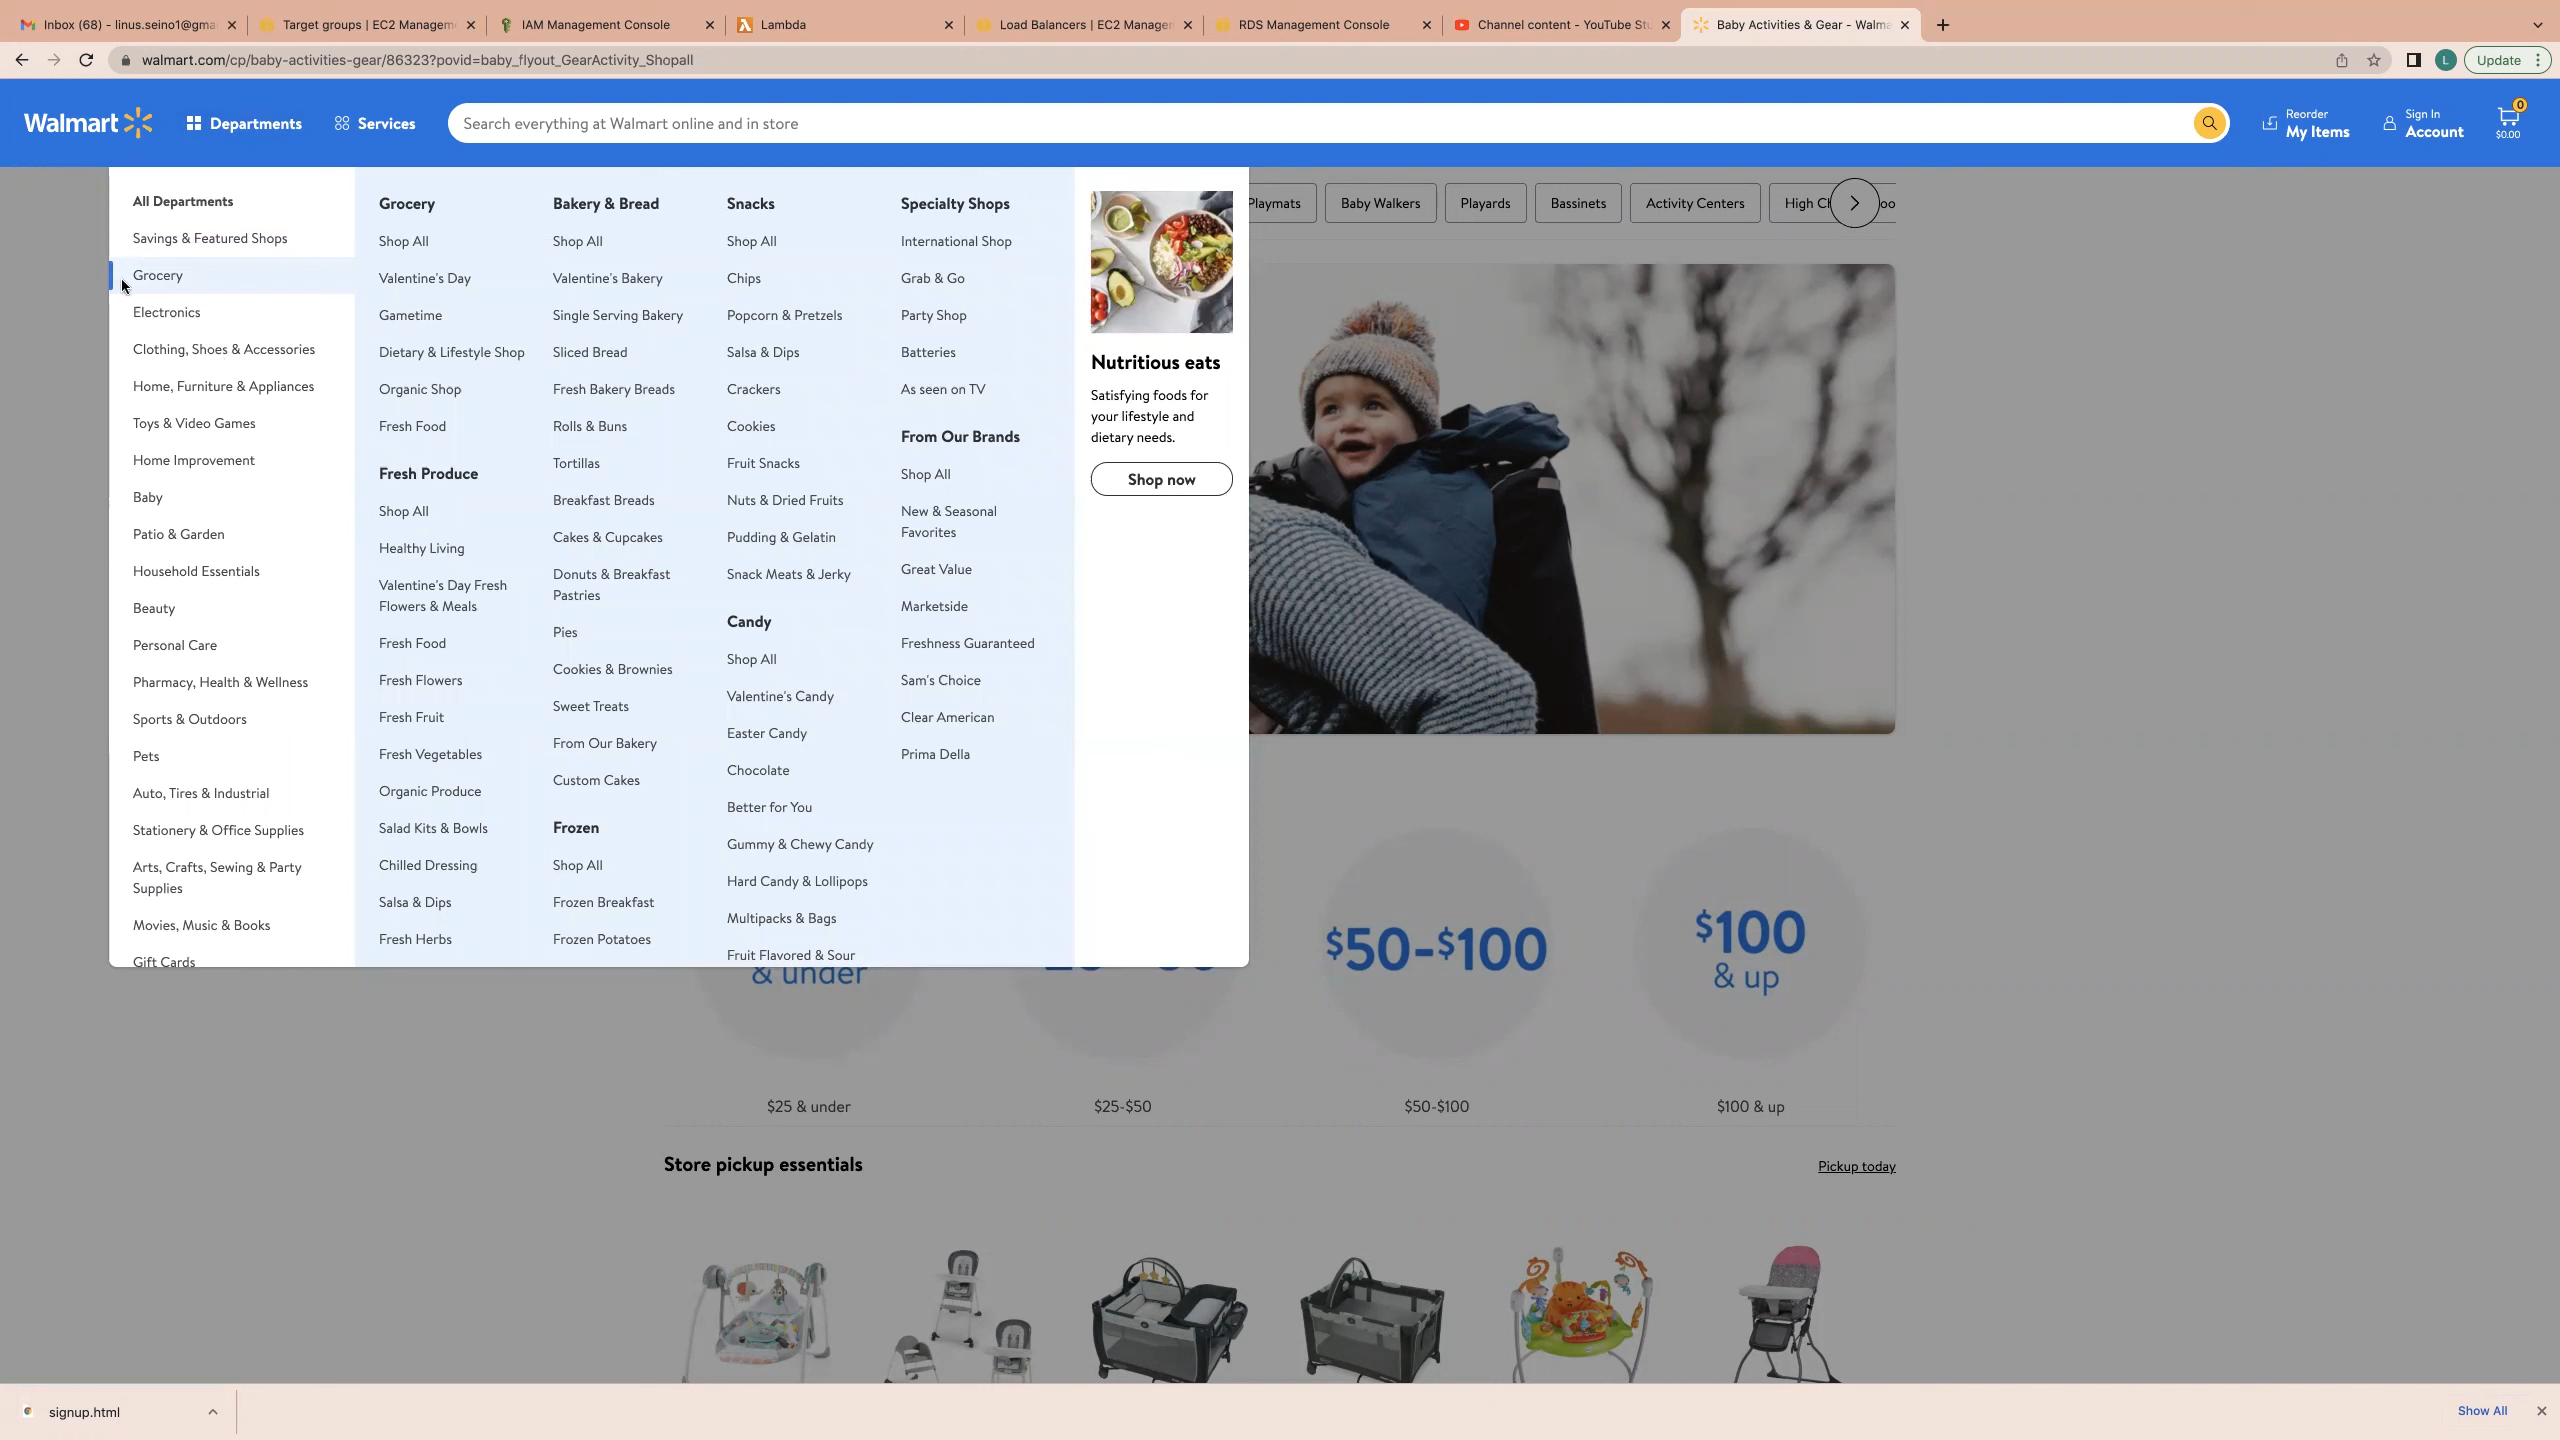 Inbox (68) - linus.seino1@gma
Target groups | EC2 Managem
IAM Management Console
Lambda
Load Balancers | EC2 Manager
RDS Management Console
Channel content - YouTube Stu
Baby Activities & Gear - Walma
walmart.com/cp/baby-activities-gear/86323?povid=baby_flyout_GearActivity_Shopall
L
Update
Walmart
Departments
Services
Search everything at Walmart online and in store
Reorder
My Items
Sign In
Account
0
$0.00
All Departments
Savings & Featured Shops
Grocery
Electronics
Clothing, Shoes & Accessories
Home, Furniture & Appliances
Toys & Video Games
Home Improvement
Baby
Patio & Garden
Household Essentials
Beauty
Personal Care
Pharmacy, Health & Wellness
Sports & Outdoors
Pets
Auto, Tires & Industrial
Stationery & Office Supplies
Arts, Crafts, Sewing & Party
Supplies
Movies, Music & Books
Gift Cards
Grocery
Shop All
Valentine's Day
Gametime
Dietary & Lifestyle Shop
Organic Shop
Fresh Food
Fresh Produce
Shop All
Healthy Living
Valentine's Day Fresh
Flowers & Meals
Fresh Food
Fresh Flowers
Fresh Fruit
Fresh Vegetables
Organic Produce
Salad Kits & Bowls
Chilled Dressing
Salsa & Dips
Fresh Herbs
Bakery & Bread
Shop All
Valentine's Bakery
Single Serving Bakery
Sliced Bread
Fresh Bakery Breads
Rolls & Buns
Tortillas
Breakfast Breads
Cakes & Cupcakes
Donuts & Breakfast
Pastries
Pies
Cookies & Brownies
Sweet Treats
From Our Bakery
Custom Cakes
Frozen
Shop All
Frozen Breakfast
Frozen Potatoes
Snacks
Shop All
Chips
Popcorn & Pretzels
Salsa & Dips
Crackers
Cookies
Fruit Snacks
Nuts & Dried Fruits
Pudding & Gelatin
Snack Meats & Jerky
Candy
Shop All
Valentine's Candy
Easter Candy
Chocolate
Better for You
Gummy & Chewy Candy
Hard Candy & Lollipops
Multipacks & Bags
Fruit Flavored & Sour
Specialty Shops
International Shop
Grab & Go
Party Shop
Batteries
As seen on TV
From Our Brands
Shop All
New & Seasonal
Favorites
Great Value
Marketside
Freshness Guaranteed
Sam's Choice
Clear American
Prima Della
Nutritious eats
Satisfying foods for
your lifestyle and
dietary needs.
Shop now
Playmats
Baby Walkers
Playards
Bassinets
Activity Centers
High Ch
oo
& under
$50-$100
$100
& up
$25 & under
$25-$50
$50-$100
$100 & up
Store pickup essentials
Pickup today
signup.html
Show All